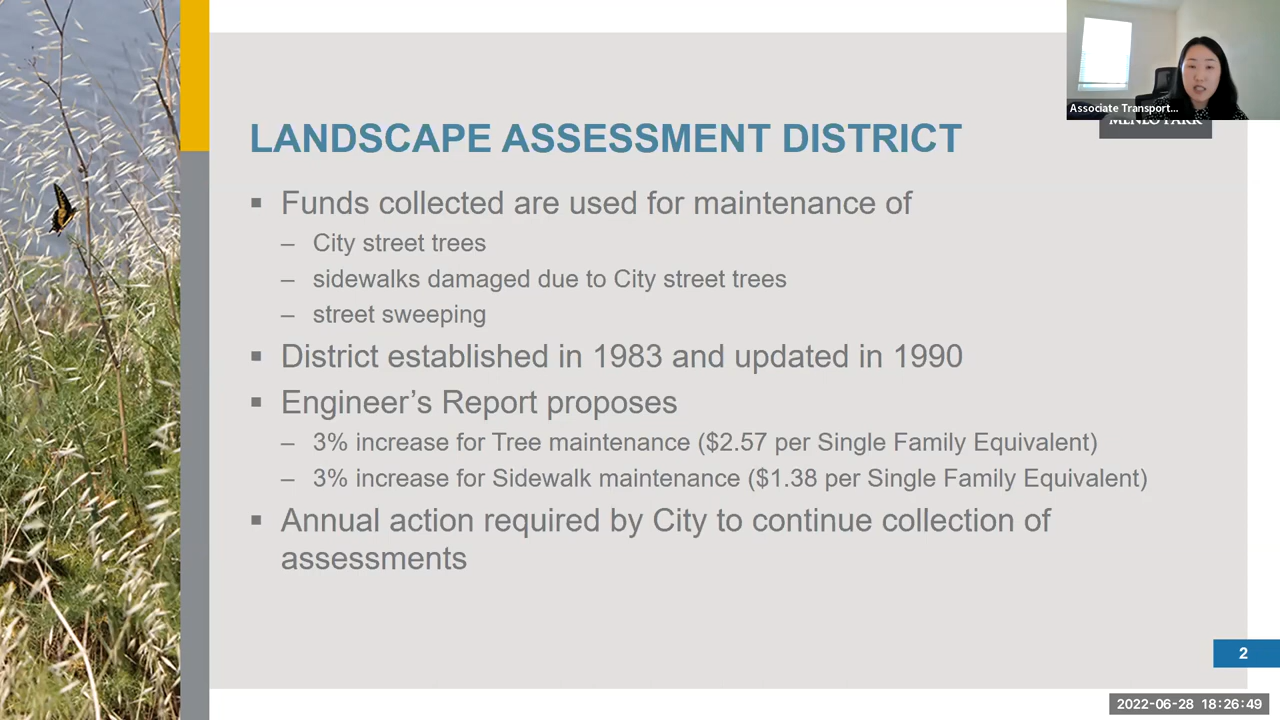 Associate Transport...
MENLO PARK
LANDSCAPE ASSESSMENT DISTRICT
▪ Funds collected are used for maintenance of
– City street trees
– sidewalks damaged due to City street trees
– street sweeping
▪ District established in 1983 and updated in 1990
▪ Engineer’s Report proposes
– 3% increase for Tree maintenance ($2.57 per Single Family Equivalent)
– 3% increase for Sidewalk maintenance ($1.38 per Single Family Equivalent)
▪ Annual action required by City to continue collection of
assessments
2
2022-06-28 18:26:49